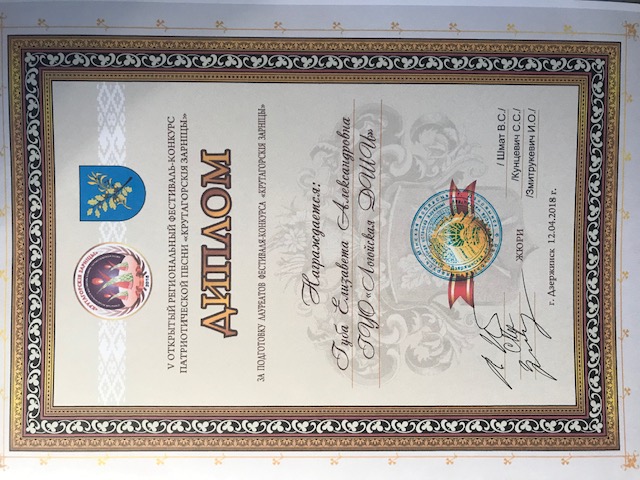 V ОТКРЫТЫЙ РЕГИОНАЛЬНЫЙ ФЕСТИВАЛЬ-КОНКУРС
ПАТРИОТИЧЕСКОЙ ПЕСНИ «КРУТАГОРСКІЯ ЗАРНІЦЫ»
ДИПЛОМ
ЗА ПОДГОТОВКУ ЛАУРЕАТОВ ФЕСТИВАЛЯ-КОНКУРСА «КРУТАГОРСКІЯ ЗАРНІЦЫ»
Награждается:
Губа Елизавета Александровна
ГУО «Логойская ДШИ»
/ Шмат В.С./
/Кунцевич С.С./
/Змитрукевич И.О./
ЖЮРИ
г. Дзержинск 12.04.2018 г.